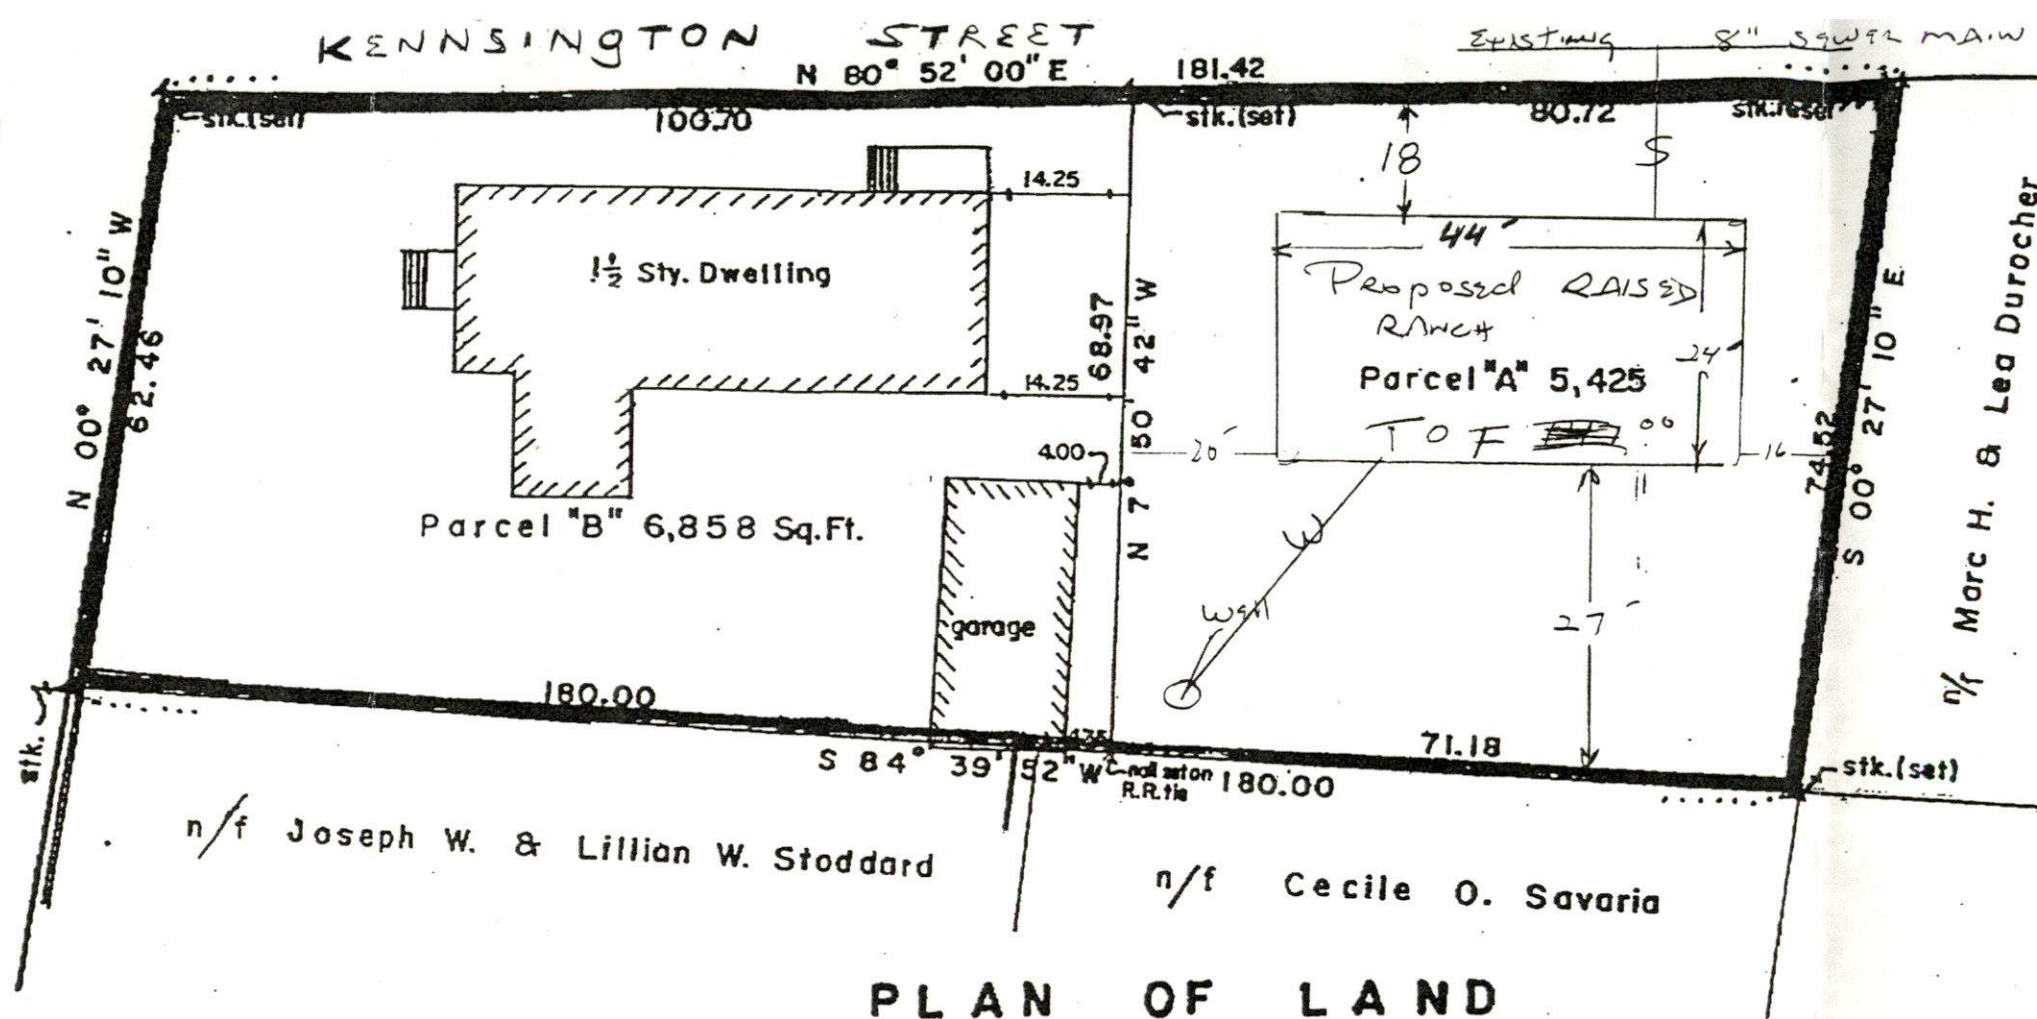 KENNSINGTON STREET
EXISTING 8" SEWER MAIN
N 80° 52' 00" E 181.42
stk.(set) 100.70 stk.(set) 80.72
18 S
14.25
44'
1½ Sty. Dwelling
Proposed RAISED
RANCH
N 00° 27' 10" W
62.46
68.97
N 7 50 42" W
24'
Parcel "A" 5,425
14.25
TOF .00
4.00
20'
16
74.52
S 00° 27' 10" E
n/f Marc H. & Lea Durocher
Parcel "B" 6,858 Sq.Ft.
W
Well
garage
27'
180.00
71.18
stk.
S 84° 39' 52" W nail set on 180.00
R.R. tie
stk.(set)
n/f Joseph W. & Lillian W. Stoddard
n/f Cecile O. Savaria
PLAN OF LAND